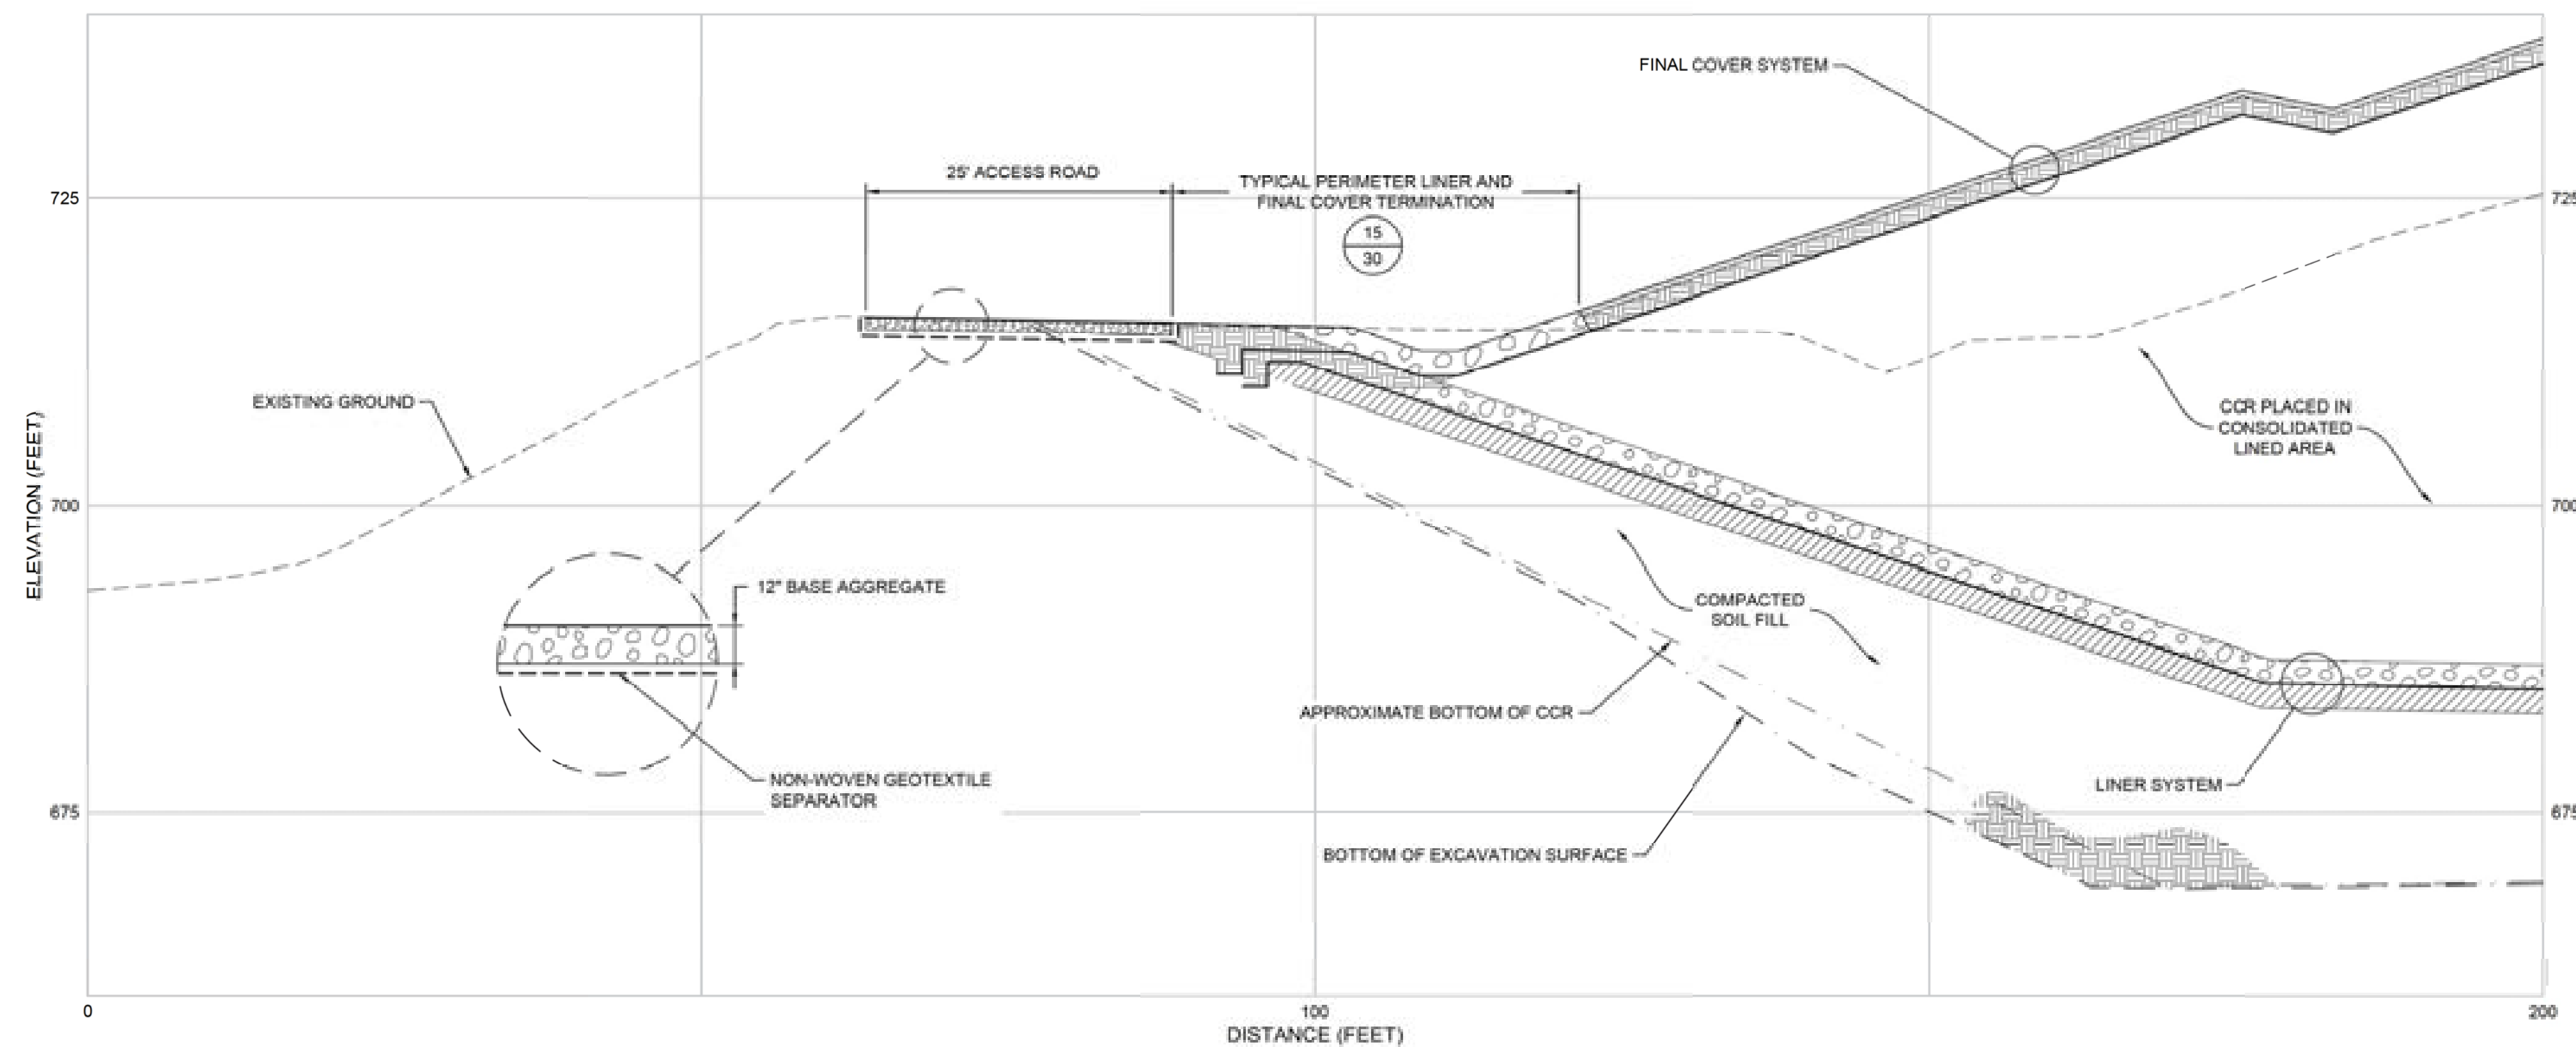 FINAL COVER SYSTEM
25' ACCESS ROAD
TYPICAL PERIMETER LINER AND
FINAL COVER TERMINATION
15
30
725
725
EXISTING GROUND
CCR PLACED IN
CONSOLIDATED
LINED AREA
ELEVATION (FEET)
700
700
12" BASE AGGREGATE
COMPACTED
SOIL FILL
APPROXIMATE BOTTOM OF CCR
NON-WOVEN GEOTEXTILE
SEPARATOR
LINER SYSTEM
675
675
BOTTOM OF EXCAVATION SURFACE
0
100
200
DISTANCE (FEET)